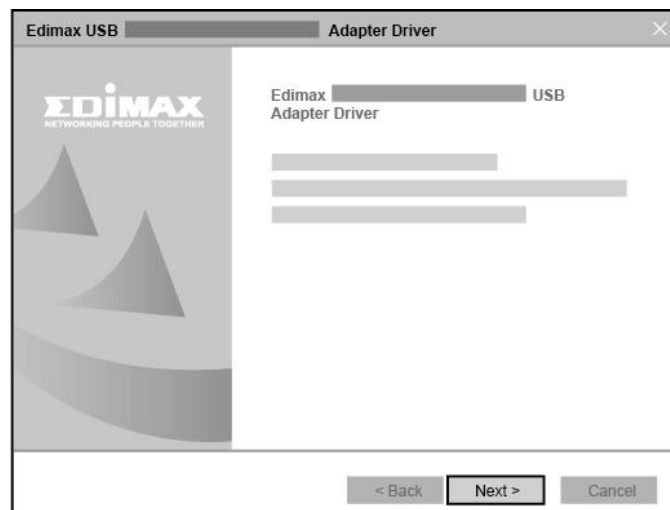 Edimax USB Adapter Driver
EDIMAX
NETWORKING PEOPLE TOGETHER
Edimax USB
Adapter Driver
< Back Next > Cancel